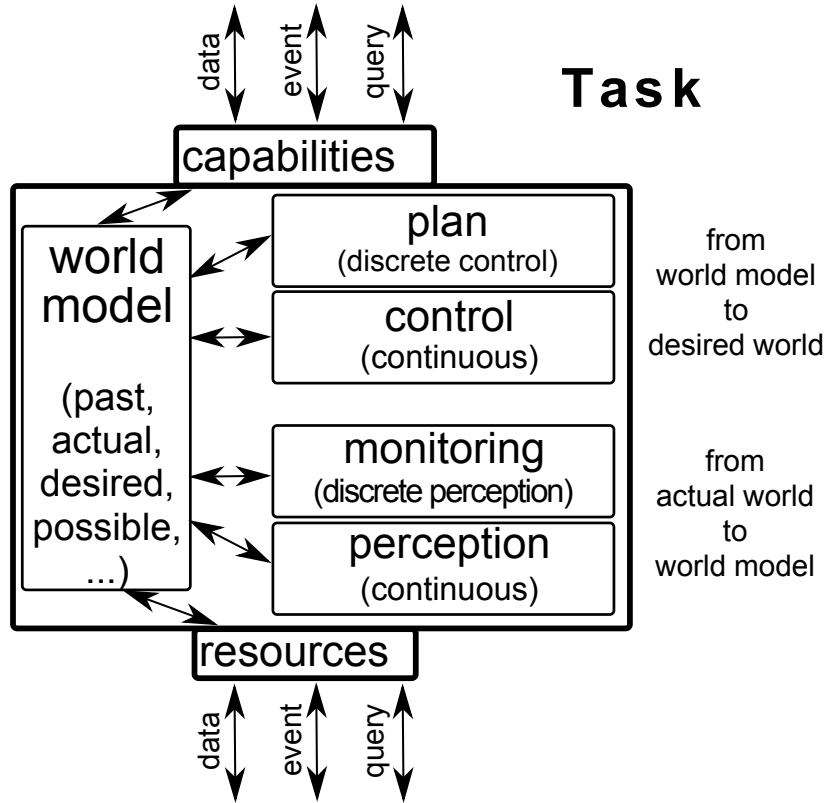 data
event
query
Task
capabilities
world
model
(past,
actual,
desired,
possible,
...)
plan
(discrete control)
control
(continuous)
from
world model
to
desired world
monitoring
(discrete perception)
perception
(continuous)
from
actual world
to
world model
resources
data
event
query